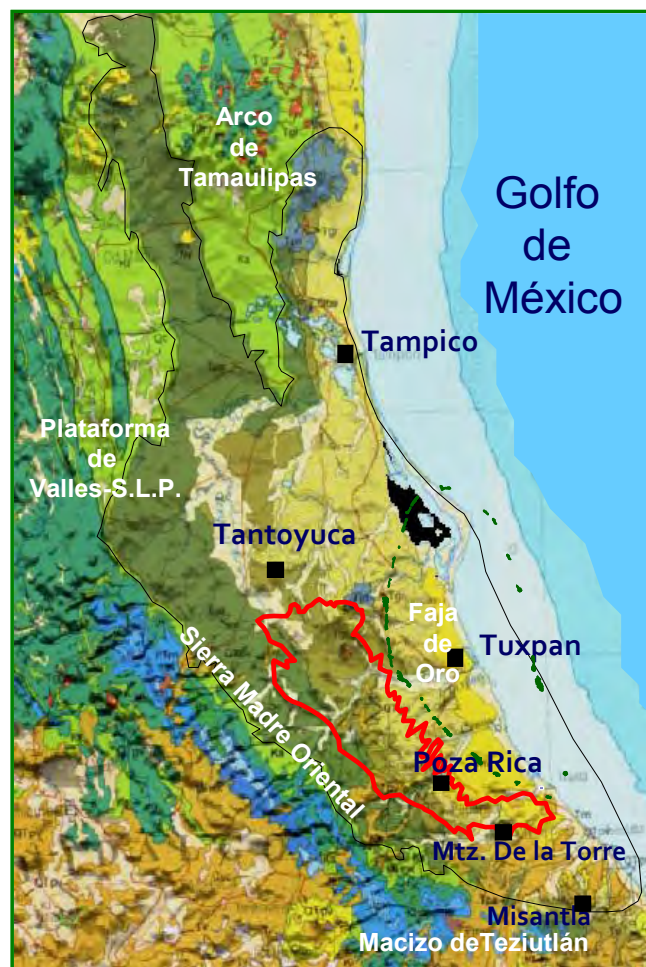 Arco
de
Tamaulipas
Golfo
de
México
Tampico
Plataforma
de
Valles-S.L.P.
Tantoyuca
Faja
de
Oro
Tuxpan
Sierra Madre Oriental
Poza Rica
Mtz. De la Torre
Misantla
Macizo deTeziutlán